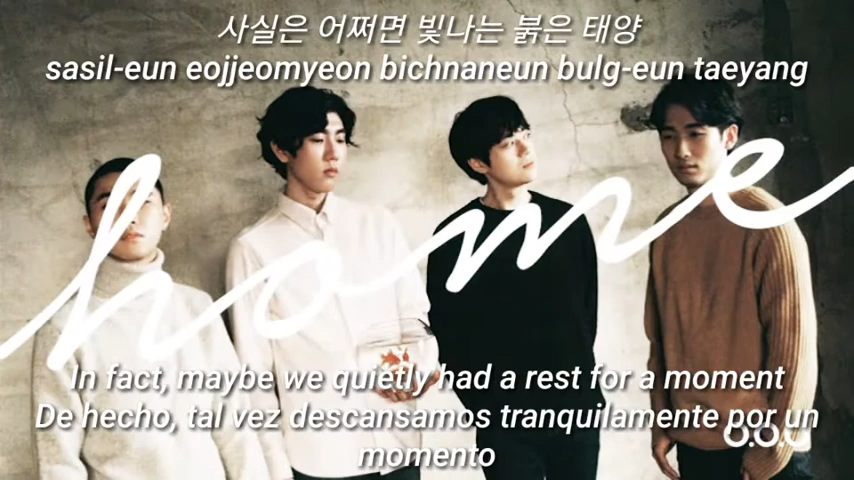 사실은 어쩌면 빛나는 붉은 태양
sasil-eun eojjeomyeon bichnaneun bulg-eun taeyang
home
In fact, maybe we quietly had a rest for a moment
De hecho, tal vez descansamos tranquilamente por un
momento